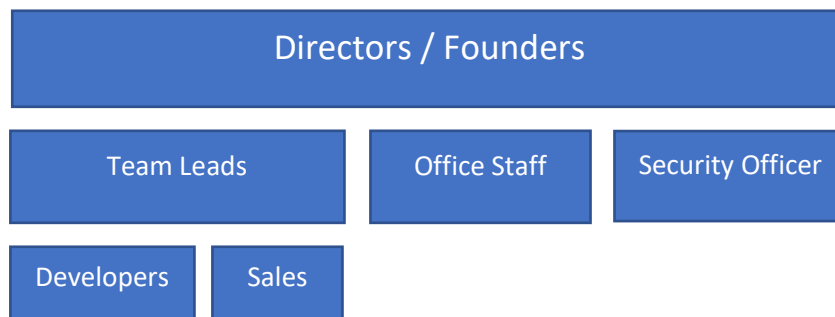 Directors / Founders
Team Leads
Office Staff
Security Officer
Developers
Sales